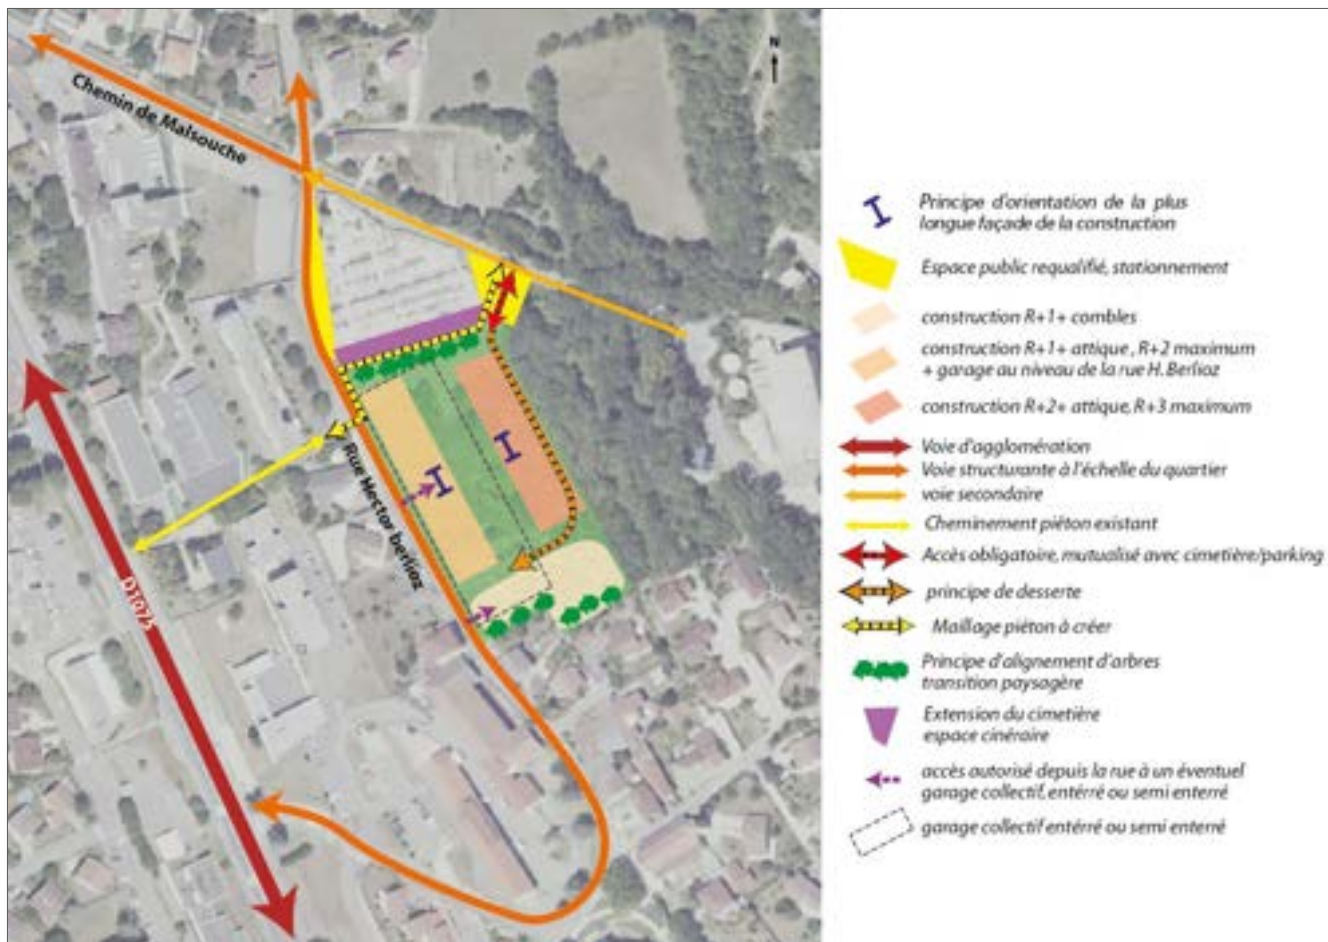 Chemin de Malsouche
N
Rue Hector berlioz
D1075
Principe d'orientation de la plus
longue façade de la construction
Espace public requalifié, stationnement
construction R+1+ combles
construction R+1+ attique, R+2 maximum
+ garage au niveau de la rue H.Berlioz
construction R+2+ attique, R+3 maximum
Voie d'agglomération
Voie structurante à l'échelle du quartier
voie secondaire
Cheminement piéton existant
Accès obligatoire, mutualisé avec cimetière/parking
principe de desserte
Maillage piéton à créer
Principe d'alignement d'arbres
transition paysagère
Extension du cimetière
espace cinéraire
accès autorisé depuis la rue à un éventuel
garage collectif, entérré ou semi enterré
garage collectif entérré ou semi enterré